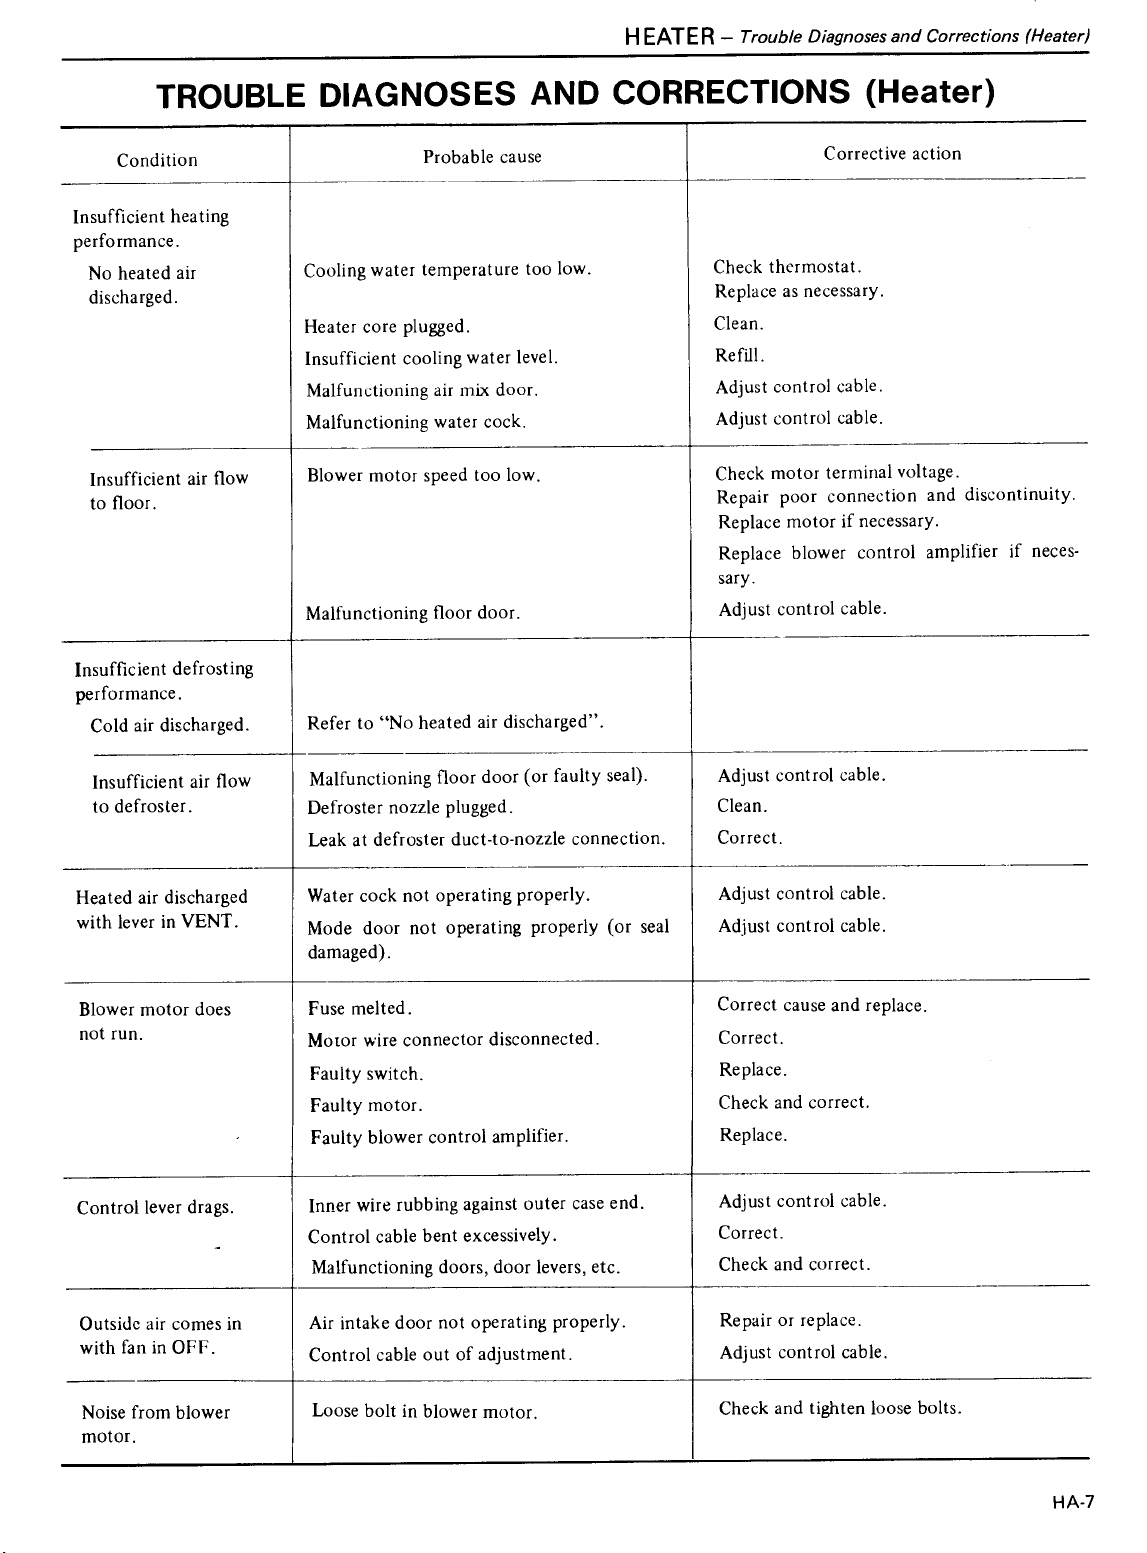 HEATER – Trouble Diagnoses and Corrections (Heater)
TROUBLE DIAGNOSES AND CORRECTIONS (Heater)
Condition
Probable cause
Corrective action
Insufficient heating
performance.
No heated air
discharged.
Cooling water temperature too low.
Check thermostat.
Replace as necessary.
Heater core plugged.
Clean.
Insufficient cooling water level.
Refill.
Malfunctioning air mix door.
Adjust control cable.
Malfunctioning water cock.
Adjust control cable.
Insufficient air flow
to floor.
Blower motor speed too low.
Check motor terminal voltage.
Repair poor connection and discontinuity.
Replace motor if necessary.
Replace blower control amplifier if neces-
sary.
Malfunctioning floor door.
Adjust control cable.
Insufficient defrosting
performance.
Cold air discharged.
Refer to “No heated air discharged”.
Insufficient air flow
to defroster.
Malfunctioning floor door (or faulty seal).
Adjust control cable.
Defroster nozzle plugged.
Clean.
Leak at defroster duct-to-nozzle connection.
Correct.
Heated air discharged
with lever in VENT.
Water cock not operating properly.
Adjust control cable.
Mode door not operating properly (or seal
damaged).
Adjust control cable.
Blower motor does
not run.
Fuse melted.
Correct cause and replace.
Motor wire connector disconnected.
Correct.
Faulty switch.
Replace.
Faulty motor.
Check and correct.
Faulty blower control amplifier.
Replace.
Control lever drags.
Inner wire rubbing against outer case end.
Adjust control cable.
Control cable bent excessively.
Correct.
Malfunctioning doors, door levers, etc.
Check and correct.
Outside air comes in
with fan in OFF.
Air intake door not operating properly.
Repair or replace.
Control cable out of adjustment.
Adjust control cable.
Noise from blower
motor.
Loose bolt in blower motor.
Check and tighten loose bolts.
HA-7